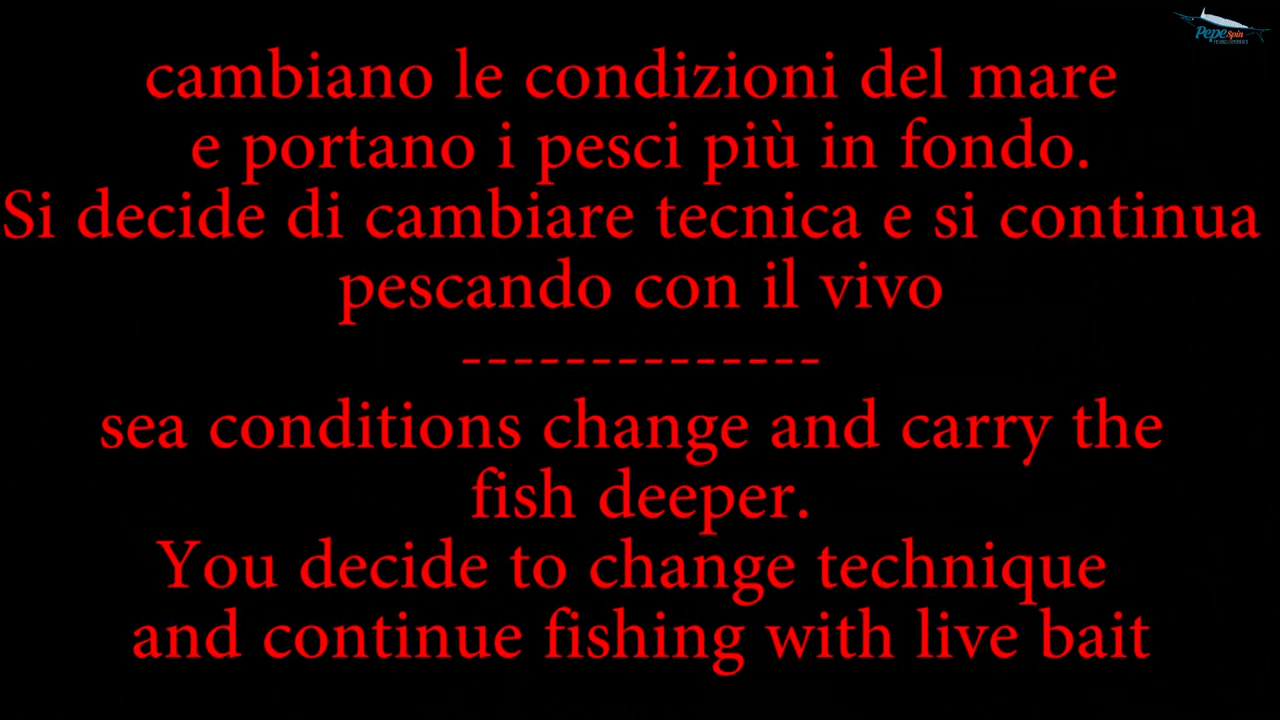 Pepe Spin
cambiano le condizioni del mare
e portano i pesci più in fondo.
Si decide di cambiare tecnica e si continua
pescando con il vivo
--------------
sea conditions change and carry the
fish deeper.
You decide to change technique
and continue fishing with live bait